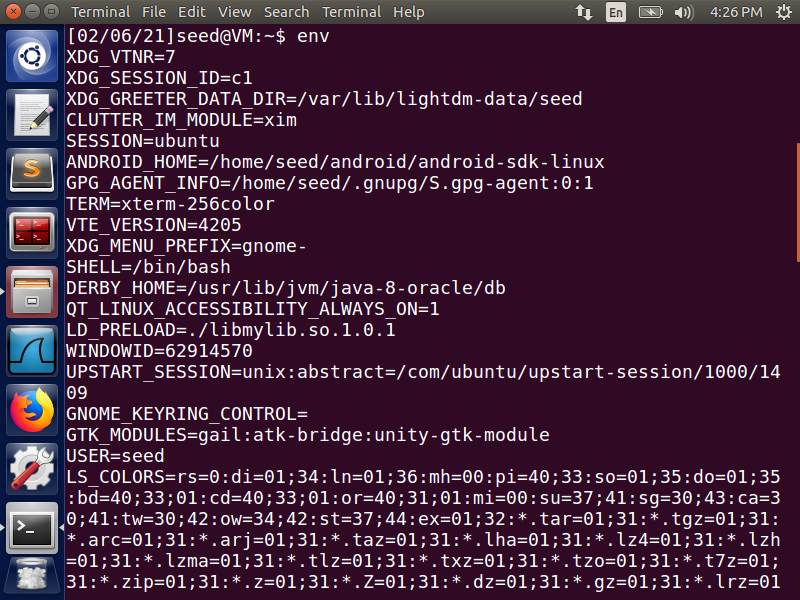 Terminal File Edit View Search Terminal Help En 4:26 PM
[02/06/21]seed@VM:~$ env
XDG_VTNR=7
XDG_SESSION_ID=c1
XDG_GREETER_DATA_DIR=/var/lib/lightdm-data/seed
CLUTTER_IM_MODULE=xim
SESSION=ubuntu
ANDROID_HOME=/home/seed/android/android-sdk-linux
GPG_AGENT_INFO=/home/seed/.gnupg/S.gpg-agent:0:1
TERM=xterm-256color
VTE_VERSION=4205
XDG_MENU_PREFIX=gnome-
SHELL=/bin/bash
DERBY_HOME=/usr/lib/jvm/java-8-oracle/db
QT_LINUX_ACCESSIBILITY_ALWAYS_ON=1
LD_PRELOAD=./libmylib.so.1.0.1
WINDOWID=62914570
UPSTART_SESSION=unix:abstract=/com/ubuntu/upstart-session/1000/14
09
GNOME_KEYRING_CONTROL=
GTK_MODULES=gail:atk-bridge:unity-gtk-module
USER=seed
LS_COLORS=rs=0:di=01;34:ln=01;36:mh=00:pi=40;33:so=01;35:do=01;35
:bd=40;33;01:cd=40;33;01:or=40;31;01:mi=00:su=37;41:sg=30;43:ca=3
0;41:tw=30;42:ow=34;42:st=37;44:ex=01;32:*.tar=01;31:*.tgz=01;31:
*.arc=01;31:*.arj=01;31:*.taz=01;31:*.lha=01;31:*.lz4=01;31:*.lzh
=01;31:*.lzma=01;31:*.tlz=01;31:*.txz=01;31:*.tzo=01;31:*.t7z=01;
31:*.zip=01;31:*.z=01;31:*.Z=01;31:*.dz=01;31:*.gz=01;31:*.lrz=01